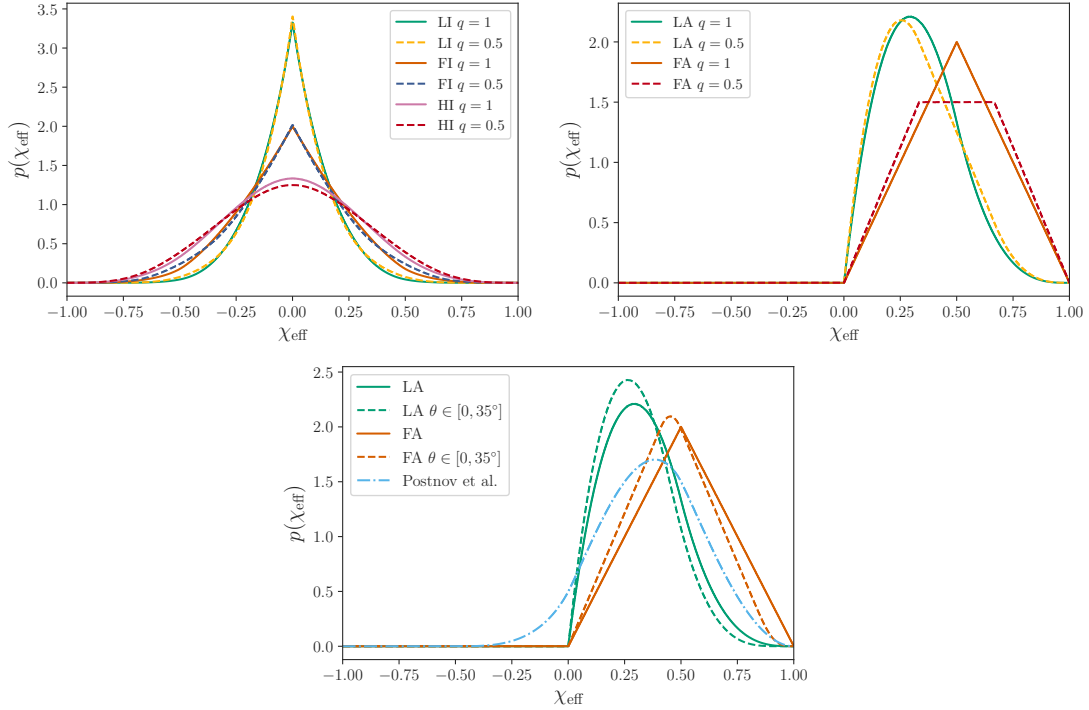 3.5
3.0
2.5
2.0
1.5
1.0
0.5
0.0
p(χeff)
−1.00 −0.75 −0.50 −0.25 0.00 0.25 0.50 0.75 1.00
χeff
LI q = 1
LI q = 0.5
FI q = 1
FI q = 0.5
HI q = 1
HI q = 0.5
2.0
1.5
1.0
0.5
0.0
p(χeff)
−1.00 −0.75 −0.50 −0.25 0.00 0.25 0.50 0.75 1.00
χeff
LA q = 1
LA q = 0.5
FA q = 1
FA q = 0.5
2.5
2.0
1.5
1.0
0.5
0.0
p(χeff)
−1.00 −0.75 −0.50 −0.25 0.00 0.25 0.50 0.75 1.00
χeff
LA
LA θ ∈ [0, 35°]
FA
FA θ ∈ [0, 35°]
Postnov et al.